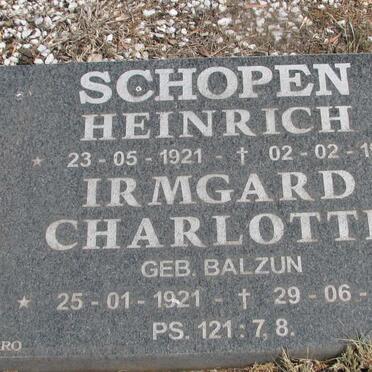 SCHOPEN
HEINRICH
* 23-05-1921 - † 02-02-
IRMGARD
CHARLOTTE
GEB. BALZUN
* 25-01-1921 - † 29-06-
PS. 121:7,8.